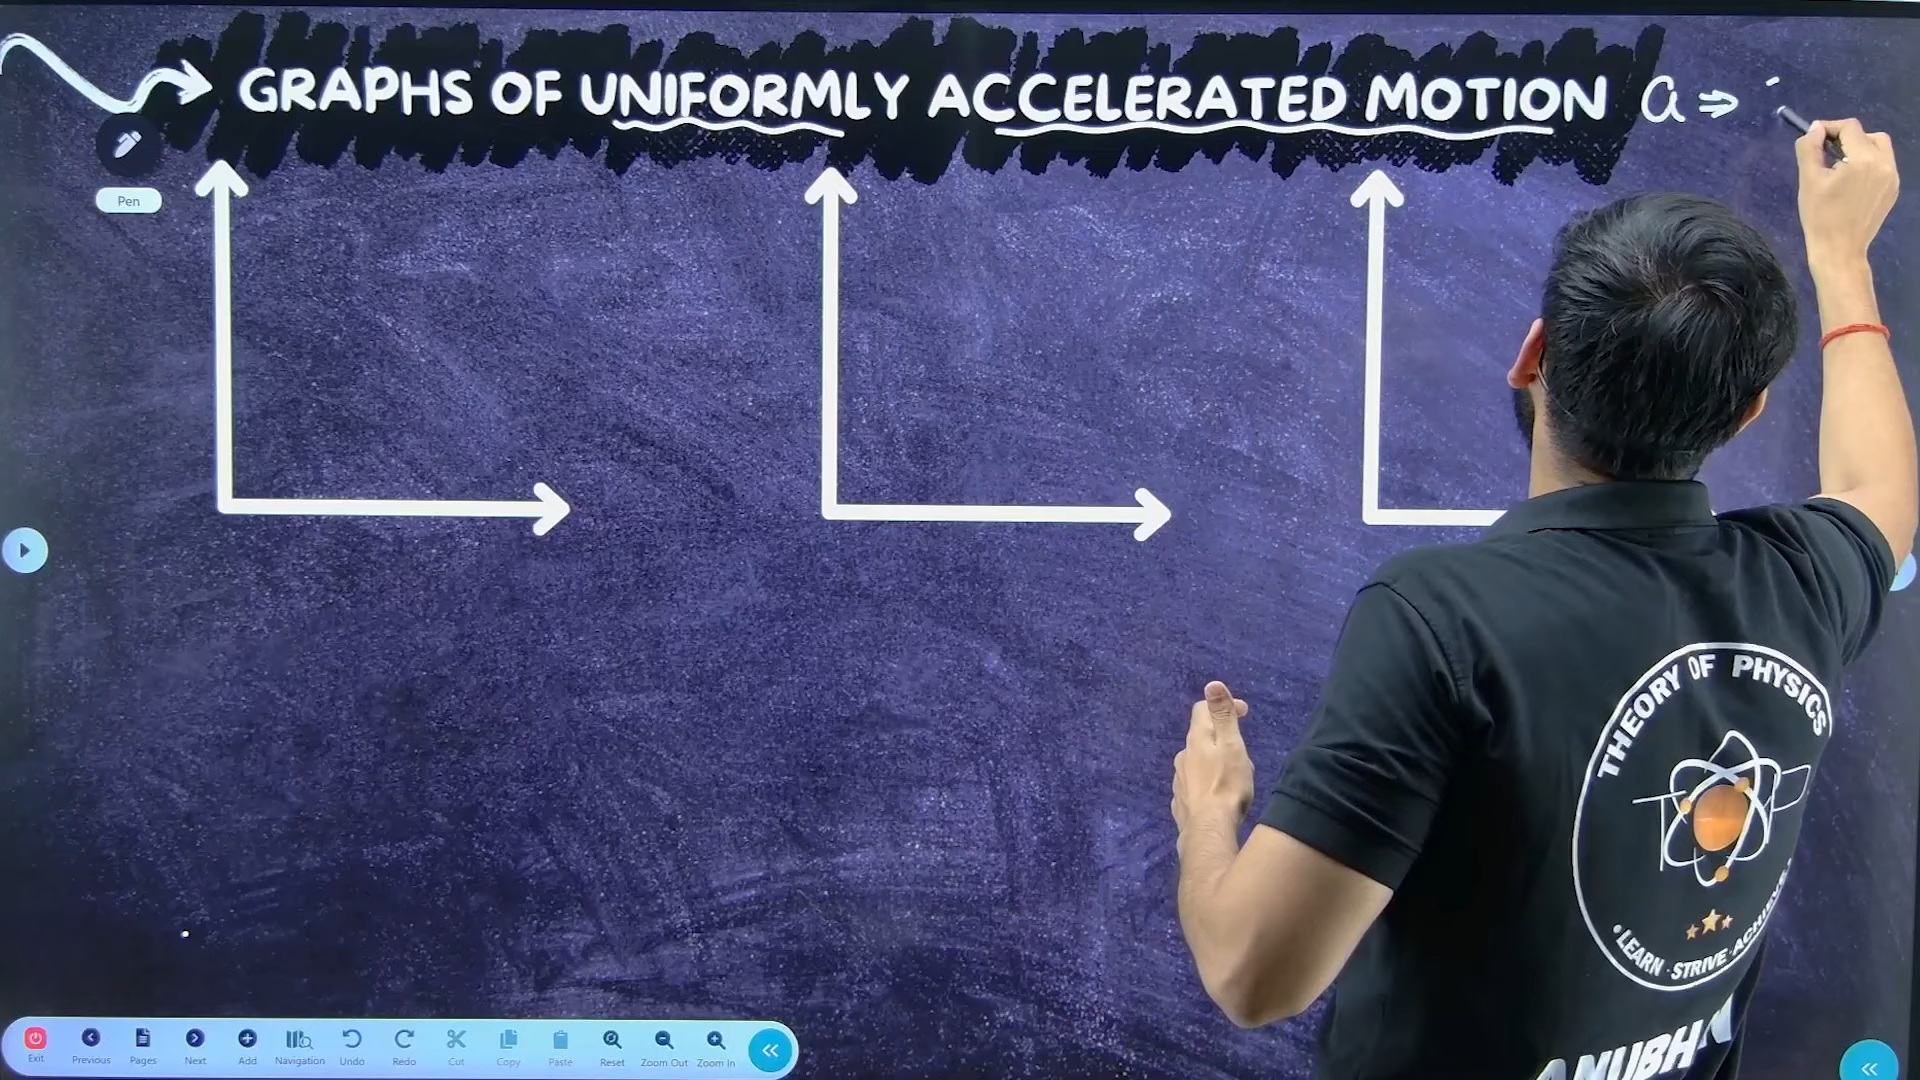 GRAPHS OF UNIFORMLY ACCELERATED MOTION a ⇒
Pen
THEORY OF PHYSICS
• LEARN • STRIVE • ACHIEVE •
Exit
Previous
Pages
Next
Add
Navigation
Undo
Redo
Cut
Copy
Paste
Reset
Zoom Out
Zoom In